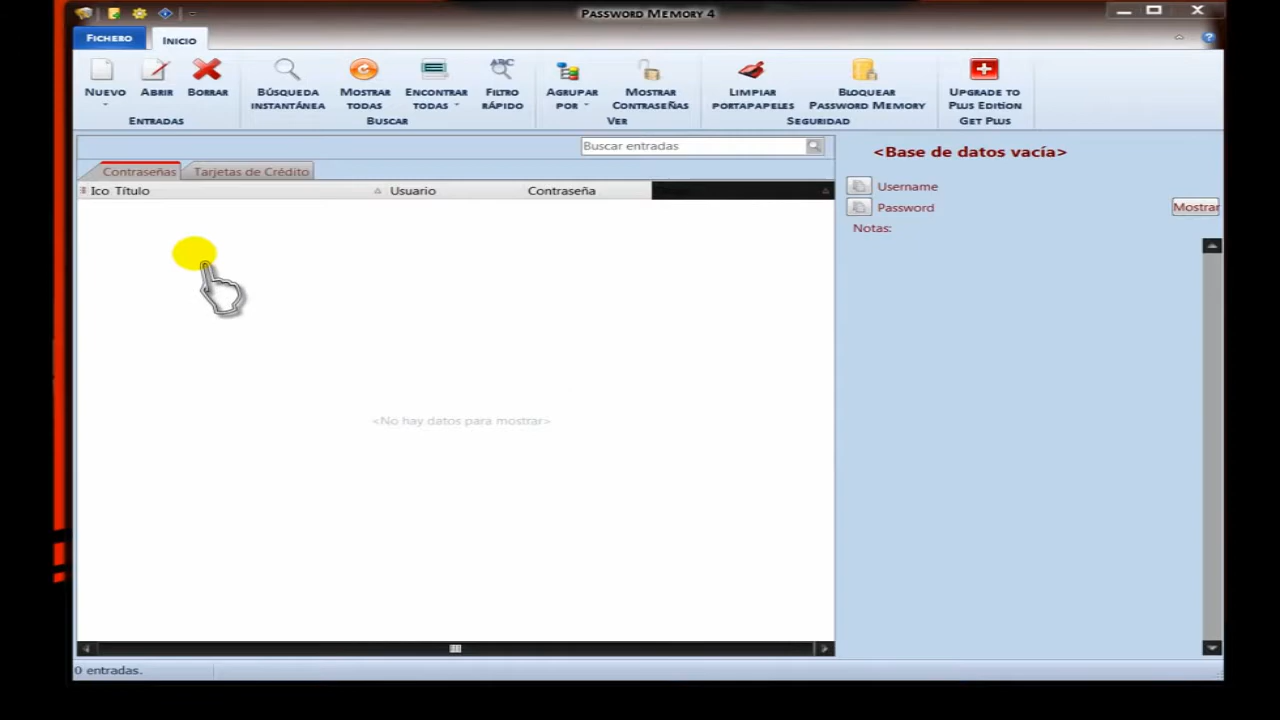 PASSWORD MEMORY 4
FICHERO
INICIO
NUEVO
ABRIR
BORRAR
ENTRADAS
BÚSQUEDA
INSTANTÁNEA
MOSTRAR
TODAS
ENCONTRAR
TODAS
ABC
FILTRO
RÁPIDO
BUSCAR
AGRUPAR
POR
MOSTRAR
CONTRASEÑAS
VER
LIMPIAR
PORTAPAPELES
BLOQUEAR
PASSWORD MEMORY
SEGURIDAD
UPGRADE TO
PLUS EDITION
GET PLUS
Buscar entradas
Contraseñas
Tarjetas de Crédito
Ico Título
Usuario
Contraseña
<No hay datos para mostrar>
<Base de datos vacía>
Username
Password
Mostrar
Notas:
0 entradas.